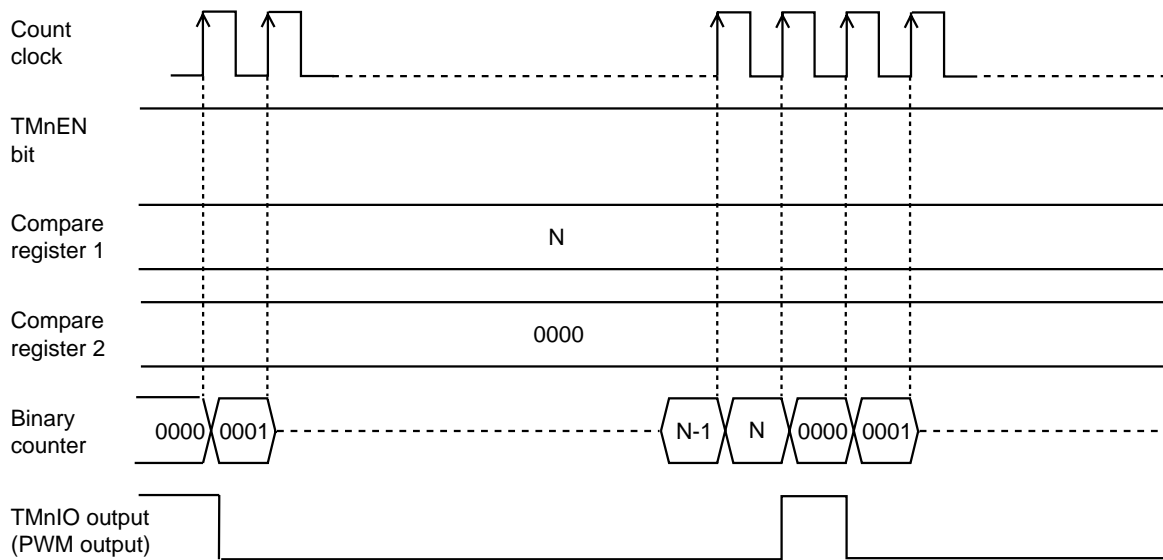 Count
clock
TMnEN
bit
Compare
register 1
N
Compare
register 2
0000
Binary
counter
0000 0001 N-1 N 0000 0001
TMnIO output
(PWM output)